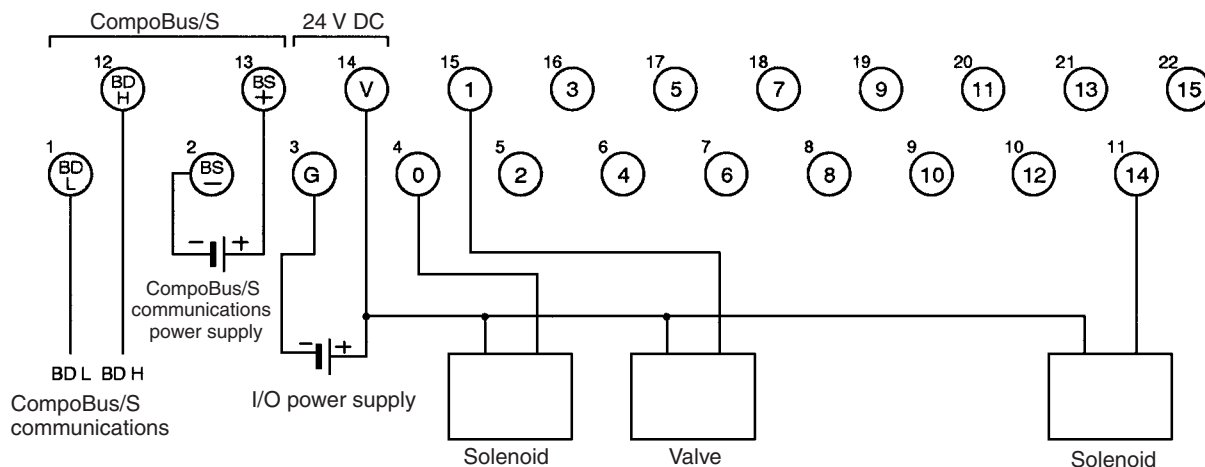 CompoBus/S 24 V DC
12 13 14 15 16 17 18 19 20 21 22
BD H BS + V 1 3 5 7 9 11 13 15
1 2 3 4 5 6 7 8 9 10 11
BD L BS − G 0 2 4 6 8 10 12 14
− +
CompoBus/S
communications
power supply
− +
BD L BD H
CompoBus/S
communications
I/O power supply
Solenoid Valve Solenoid